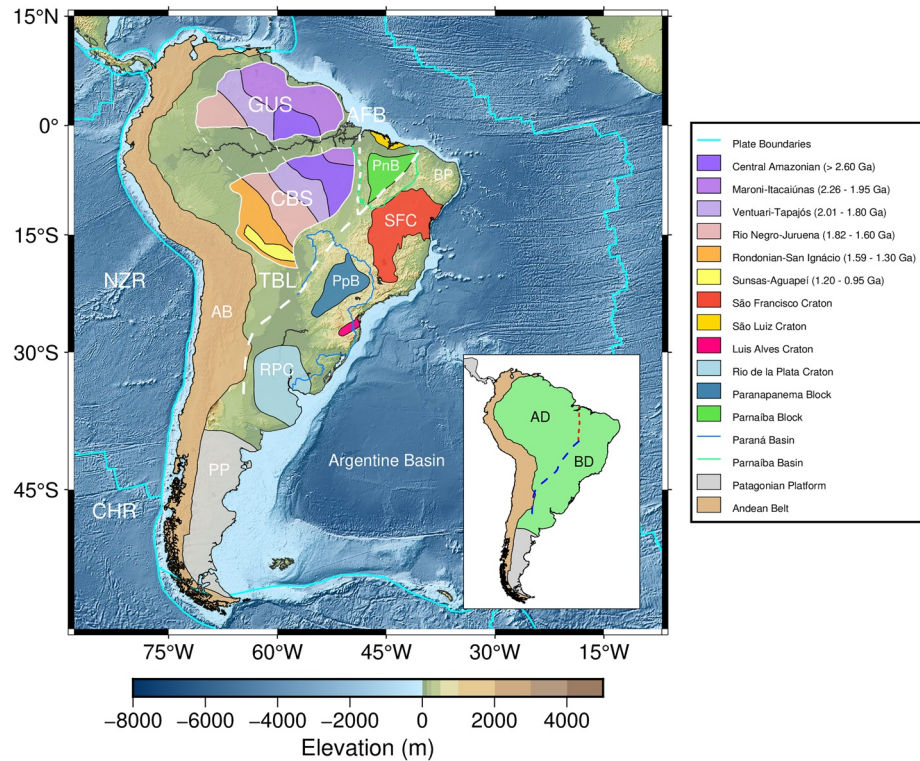 15°N
0°
15°S
30°S
45°S
75°W
60°W
45°W
30°W
15°W
GUS
AFB
PnB
BP
CBS
SFC
NZR
TBL
PpB
AB
RPC
PP
Argentine Basin
CHR
AD
BD
Plate Boundaries
Central Amazonian (> 2.60 Ga)
Maroni-Itacaiúnas (2.26 - 1.95 Ga)
Ventuari-Tapajós (2.01 - 1.80 Ga)
Rio Negro-Juruena (1.82 - 1.60 Ga)
Rondonian-San Ignácio (1.59 - 1.30 Ga)
Sunsas-Aguapeí (1.20 - 0.95 Ga)
São Francisco Craton
São Luiz Craton
Luis Alves Craton
Rio de la Plata Craton
Paranapanema Block
Parnaíba Block
Paraná Basin
Parnaíba Basin
Patagonian Platform
Andean Belt
−8000 −6000 −4000 −2000 0 2000 4000
Elevation (m)